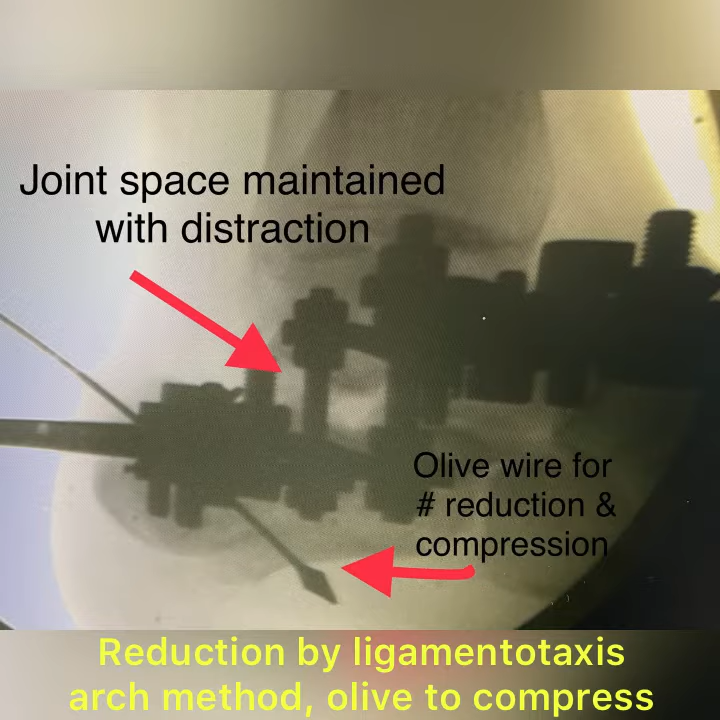 Joint space maintained
with distraction
Olive wire for
# reduction &
compression
Reduction by ligamentotaxis
arch method, olive to compress